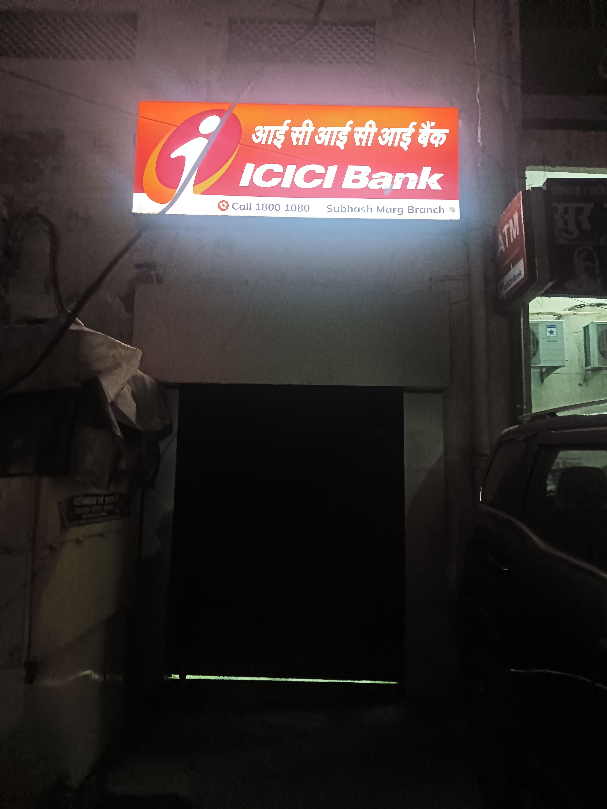 आई सी आई सी आई बैंक
ICICI Bank
Call 1800 1080 Subhash Marg Branch
ATM
सुर